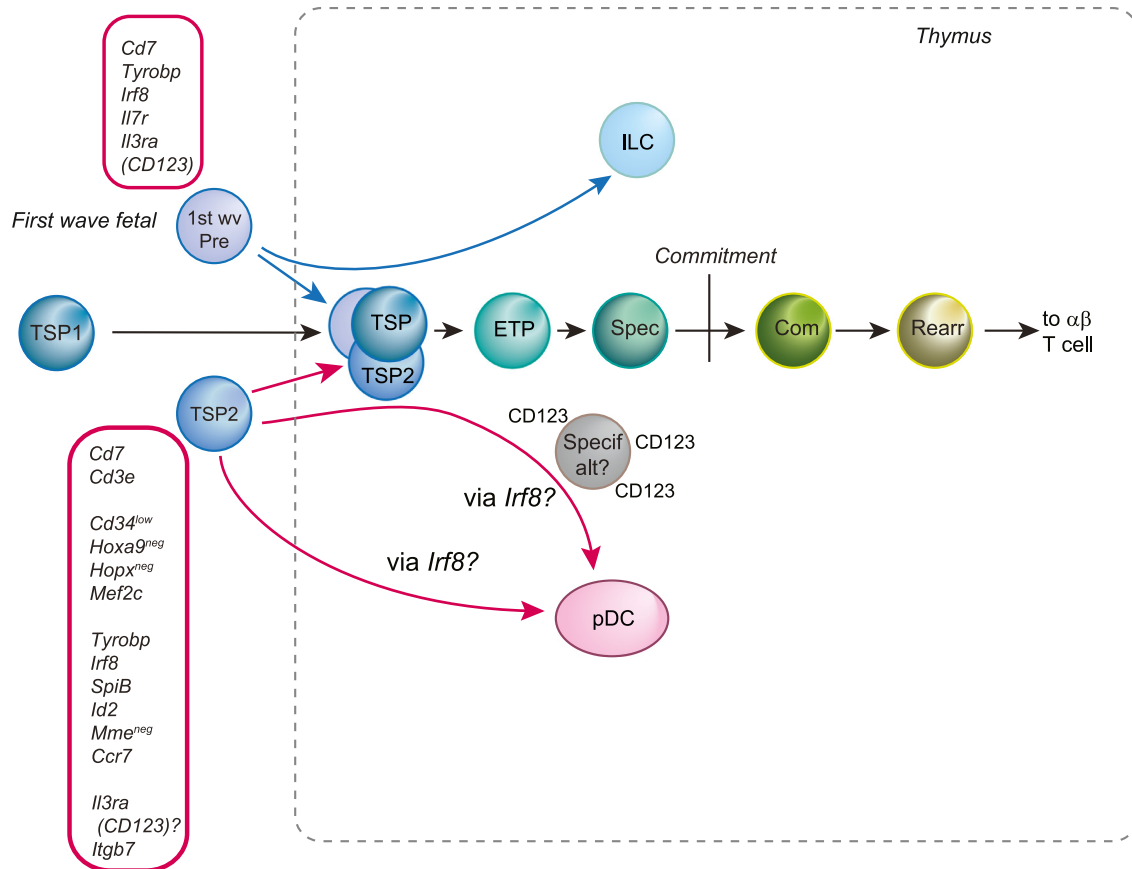 Thymus
Cd7
Tyrobp
Irf8
Il7r
Il3ra
(CD123)
ILC
First wave fetal
1st wv
Pre
Commitment
TSP1
TSP
TSP2
ETP
Spec
Com
Rearr
to αβ
T cell
TSP2
CD123
Specif
alt?
CD123
CD123
via Irf8?
via Irf8?
pDC
Cd7
Cd3e
Cd34low
Hoxa9neg
Hopxneg
Mef2c
Tyrobp
Irf8
SpiB
Id2
Mmeneg
Ccr7
Il3ra
(CD123)?
Itgb7